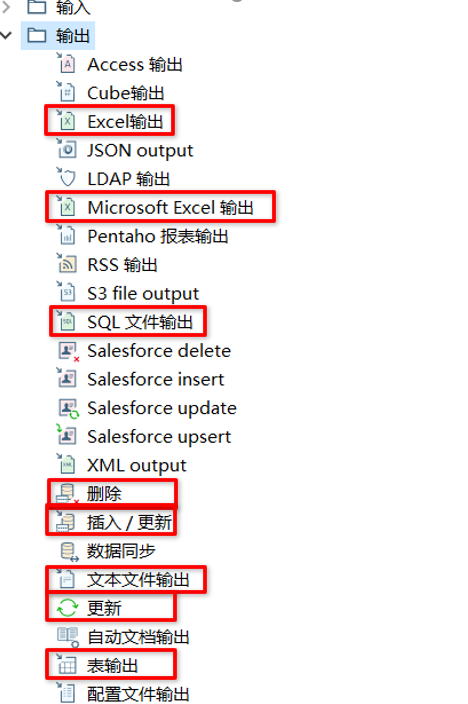 输入
输出
Access 输出
Cube输出
Excel输出
JSON output
LDAP 输出
Microsoft Excel 输出
Pentaho 报表输出
RSS 输出
S3 file output
SQL 文件输出
Salesforce delete
Salesforce insert
Salesforce update
Salesforce upsert
XML output
删除
插入 / 更新
数据同步
文本文件输出
更新
自动文档输出
表输出
配置文件输出